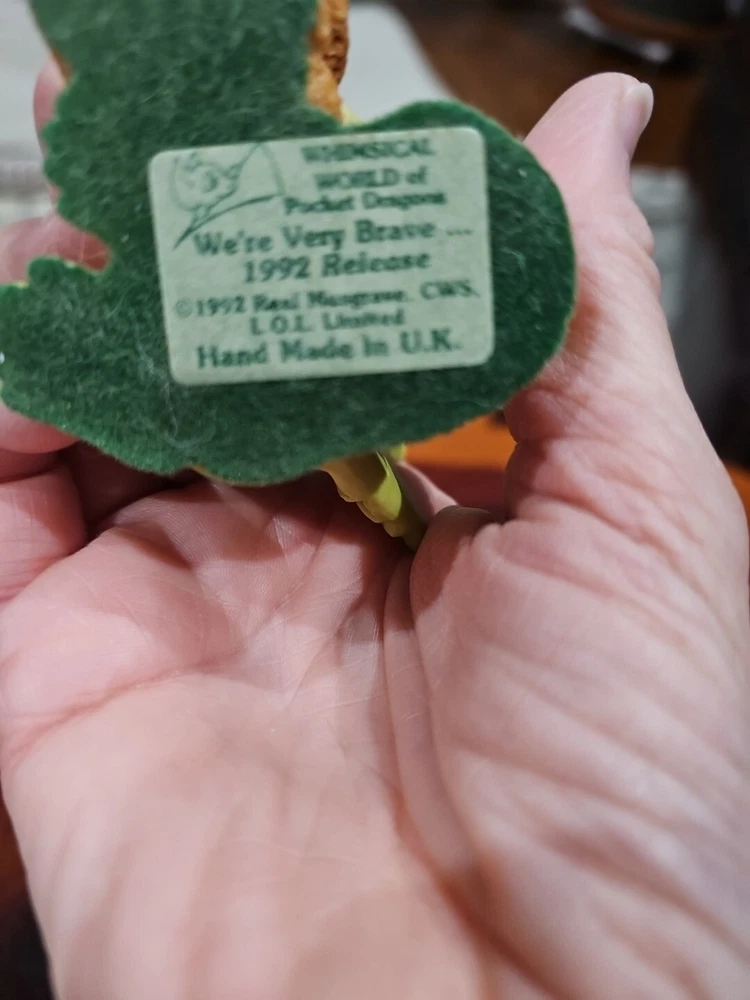 WHIMSICAL
WORLD of
Pocket Dragons
We're Very Brave ...
1992 Release
©1992 Real Musgrave. CWS.
L.O.L. Limited
Hand Made in U.K.